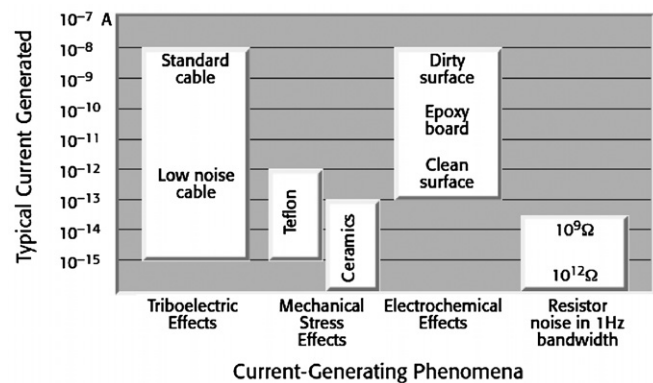 Typical Current Generated
10⁻⁷ A
10⁻⁸
10⁻⁹
10⁻¹⁰
10⁻¹¹
10⁻¹²
10⁻¹³
10⁻¹⁴
10⁻¹⁵
Standard
cable
Low noise
cable
Teflon
Ceramics
Dirty
surface
Epoxy
board
Clean
surface
10⁹Ω
10¹²Ω
Triboelectric
Effects
Mechanical
Stress
Effects
Electrochemical
Effects
Resistor
noise in 1Hz
bandwidth
Current-Generating Phenomena